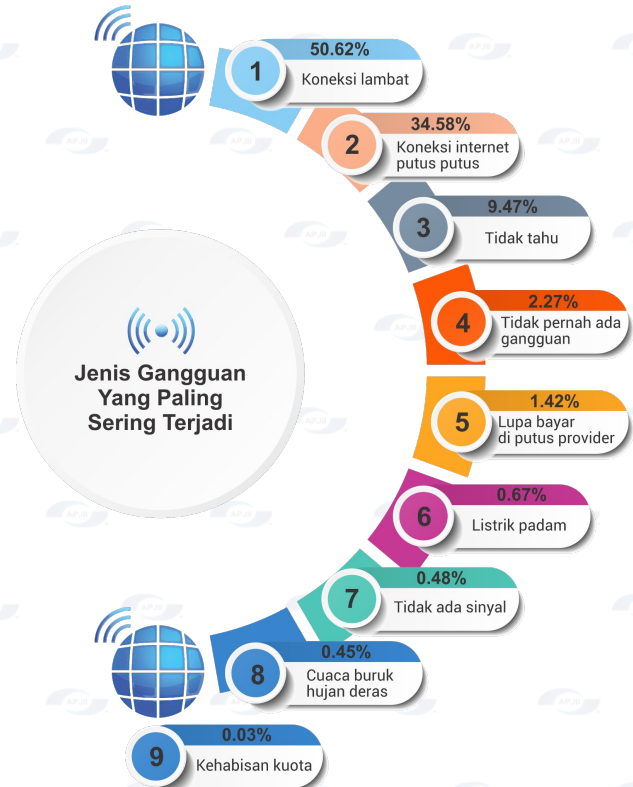 50.62%
1
Koneksi lambat
34.58%
2
Koneksi internet
putus putus
9.47%
3
Tidak tahu
2.27%
4
Tidak pernah ada
gangguan
Jenis Gangguan
Yang Paling
Sering Terjadi
1.42%
5
Lupa bayar
di putus provider
0.67%
6
Listrik padam
0.48%
7
Tidak ada sinyal
0.45%
8
Cuaca buruk
hujan deras
0.03%
9
Kehabisan kuota